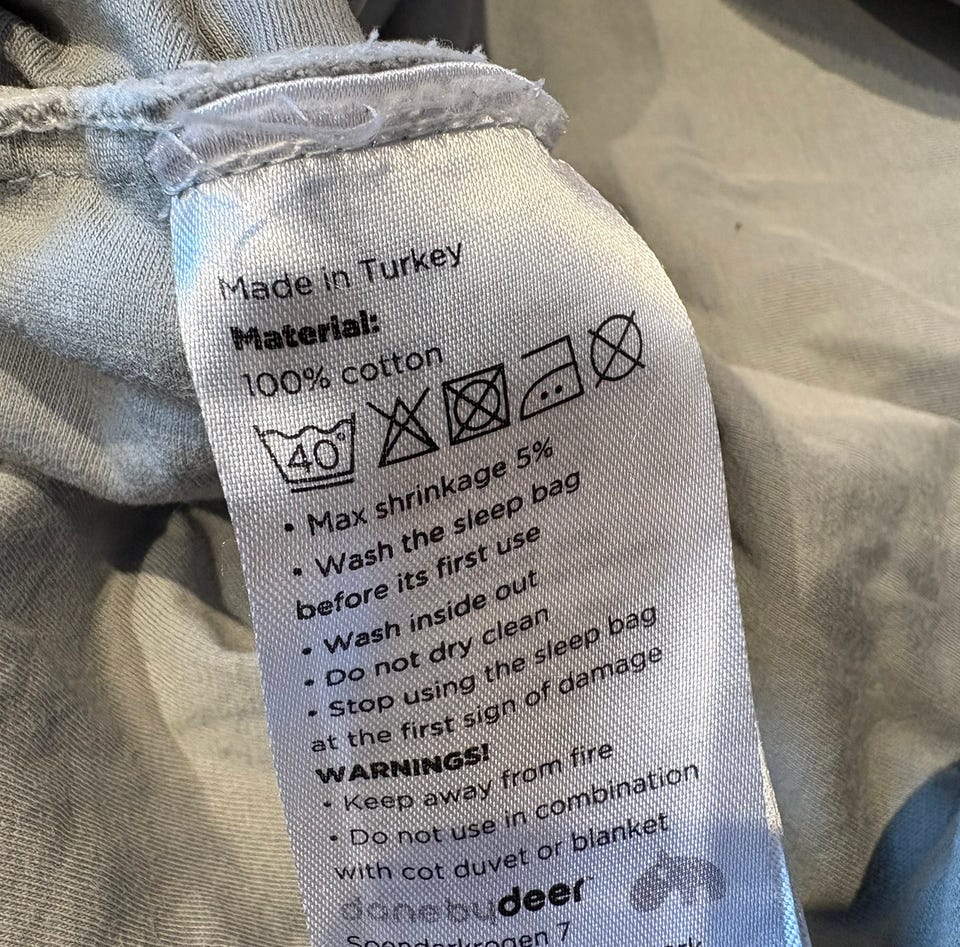 Made in Turkey
Material:
100% cotton
40°
• Max shrinkage 5%
• Wash the sleep bag
before its first use
• Wash inside out
• Do not dry clean
• Stop using the sleep bag
at the first sign of damage
WARNINGS!
• Keep away from fire
• Do not use in combination
with cot duvet or blanket
donebydeer™